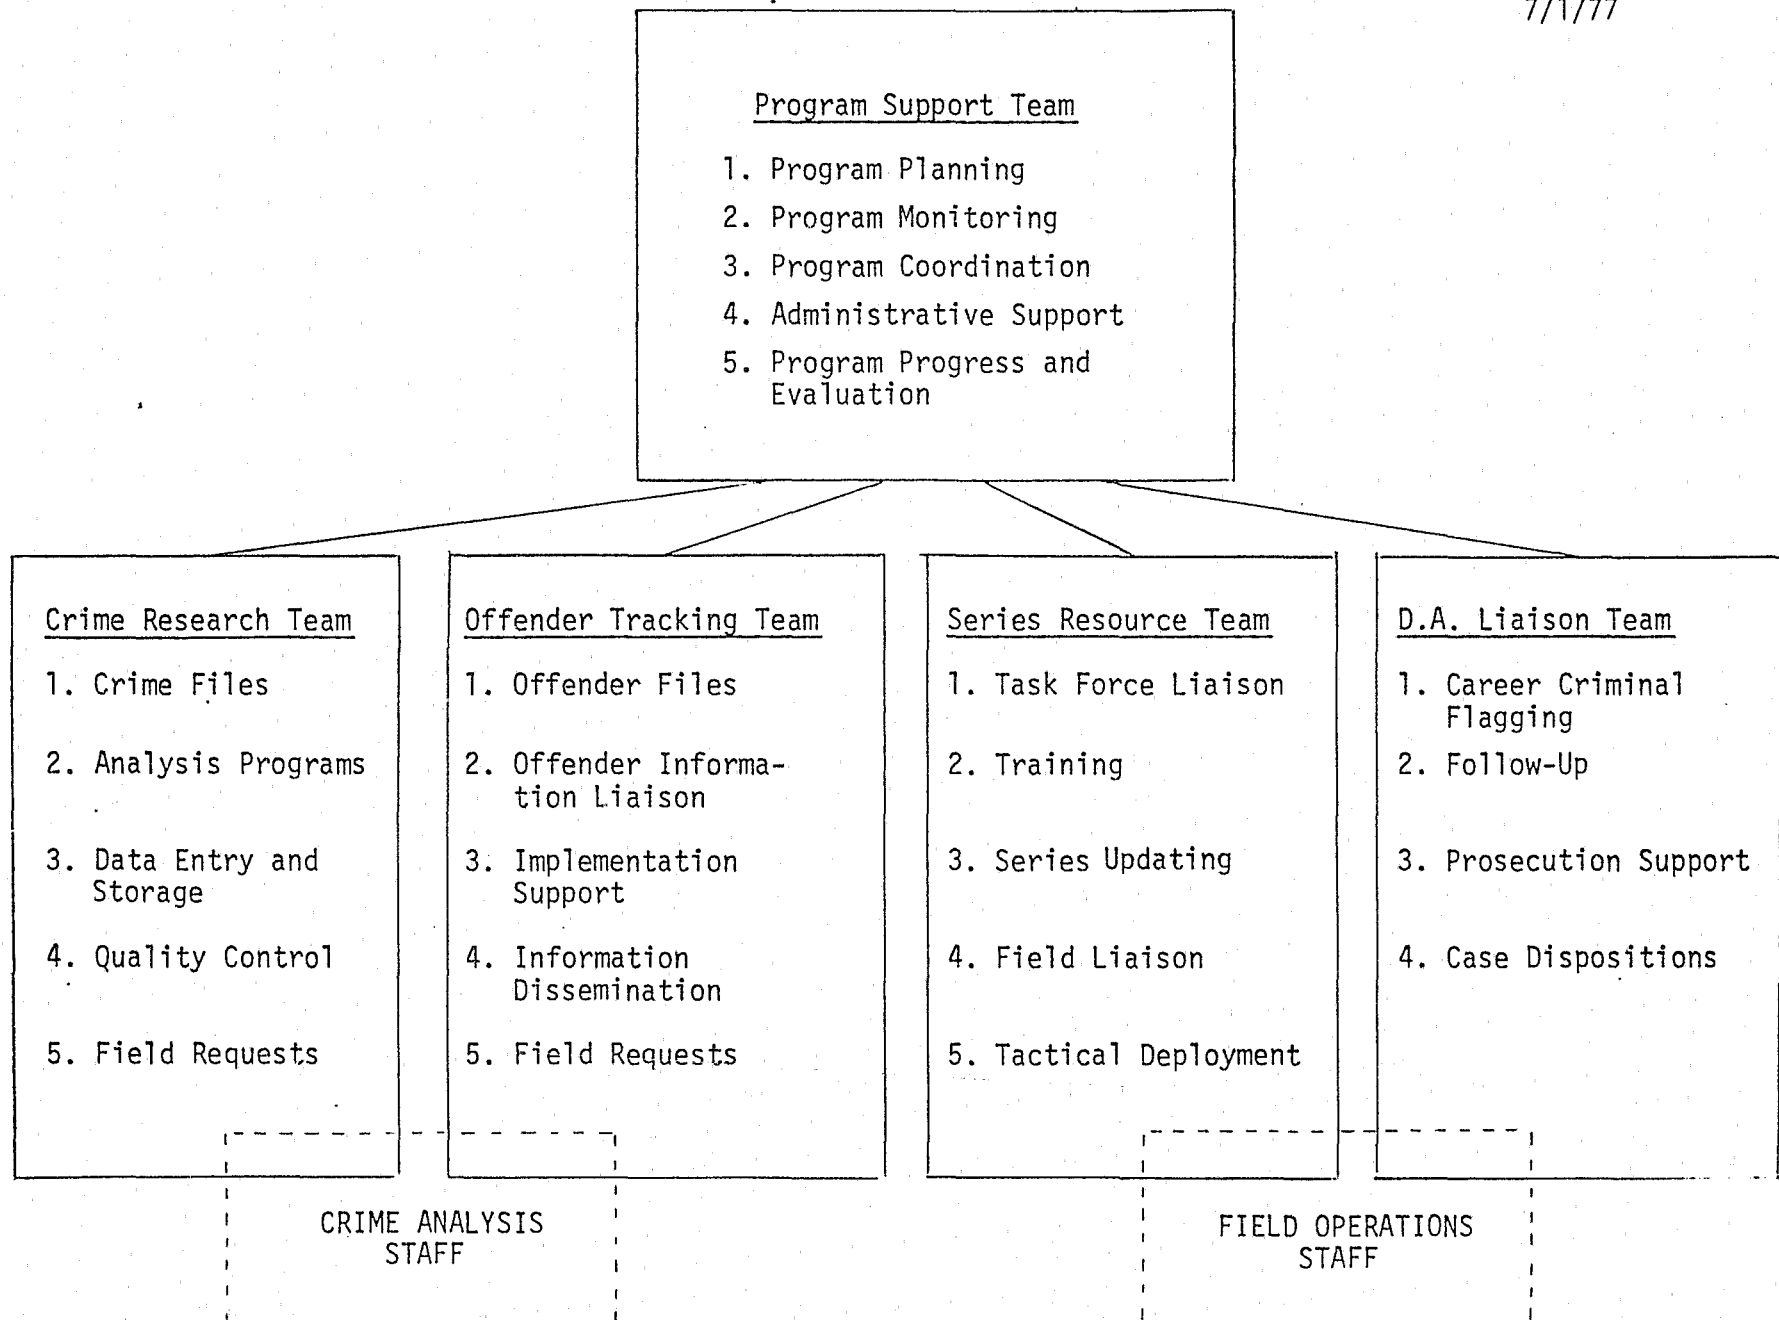 7/1/77
Program Support Team
1. Program Planning
2. Program Monitoring
3. Program Coordination
4. Administrative Support
5. Program Progress and
Evaluation
Crime Research Team
1. Crime Files
2. Analysis Programs
3. Data Entry and
Storage
4. Quality Control
5. Field Requests
Offender Tracking Team
1. Offender Files
2. Offender Informa-
tion Liaison
3. Implementation
Support
4. Information
Dissemination
5. Field Requests
Series Resource Team
1. Task Force Liaison
2. Training
3. Series Updating
4. Field Liaison
5. Tactical Deployment
D.A. Liaison Team
1. Career Criminal
Flagging
2. Follow-Up
3. Prosecution Support
4. Case Dispositions
CRIME ANALYSIS
STAFF
FIELD OPERATIONS
STAFF